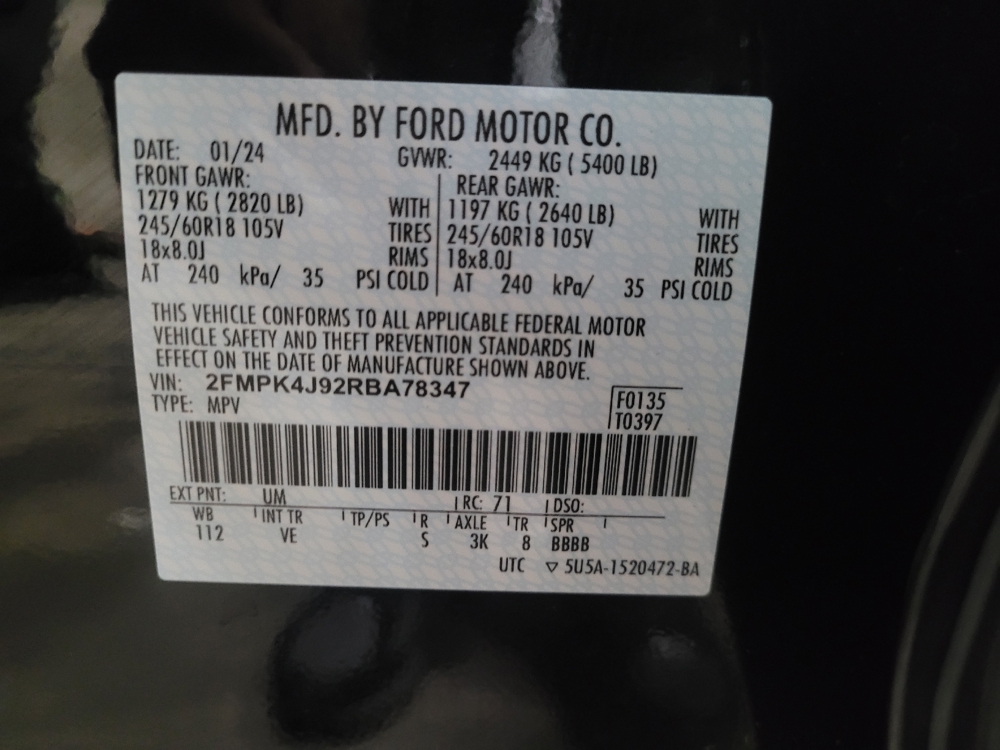 MFD. BY FORD MOTOR CO.
DATE: 01/24 GVWR: 2449 KG ( 5400 LB)
FRONT GAWR: REAR GAWR:
1279 KG ( 2820 LB) WITH 1197 KG ( 2640 LB) WITH
245/60R18 105V TIRES 245/60R18 105V TIRES
18x8.0J RIMS 18x8.0J RIMS
AT 240 kPa/ 35 PSI COLD AT 240 kPa/ 35 PSI COLD
THIS VEHICLE CONFORMS TO ALL APPLICABLE FEDERAL MOTOR
VEHICLE SAFETY AND THEFT PREVENTION STANDARDS IN
EFFECT ON THE DATE OF MANUFACTURE SHOWN ABOVE.
VIN: 2FMPK4J92RBA78347
TYPE: MPV
F0135
T0397
EXT PNT: UM RC: 71 DSO:
WB INT TR TP/PS R AXLE TR SPR
112 VE S 3K 8 BBBB
UTC ▽ 5U5A-1520472-BA